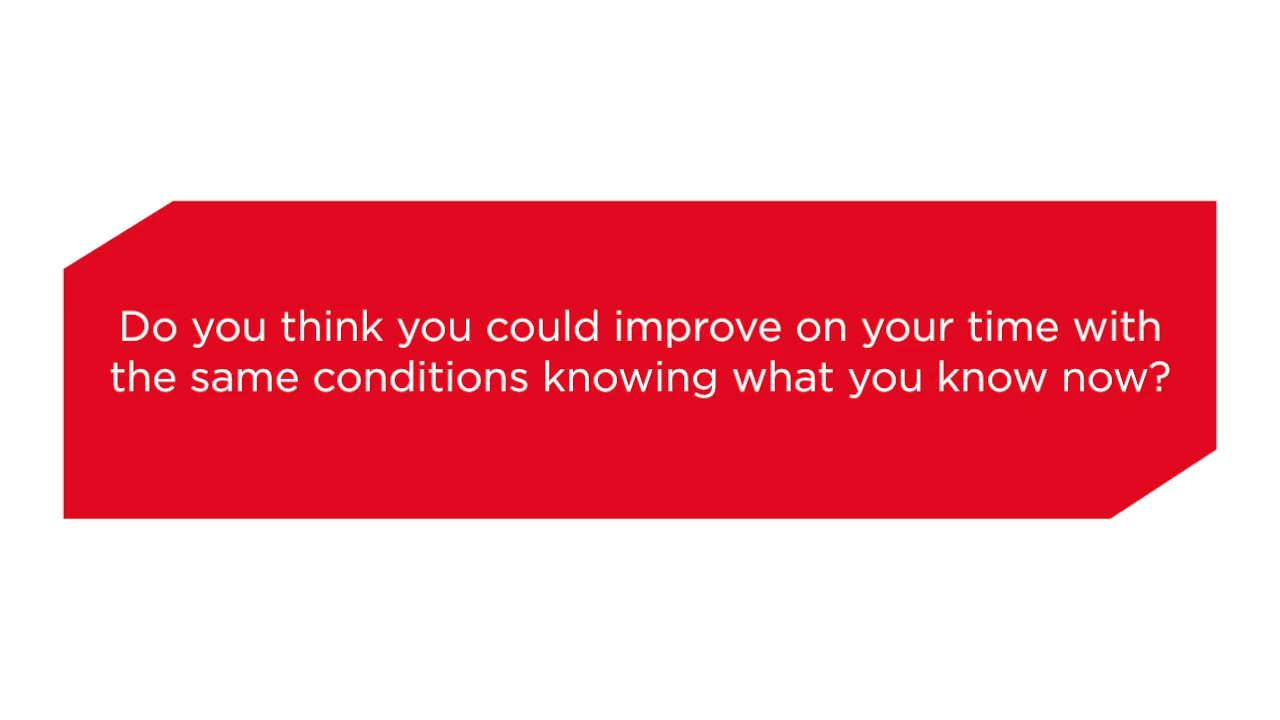 Do you think you could improve on your time with
the same conditions knowing what you know now?